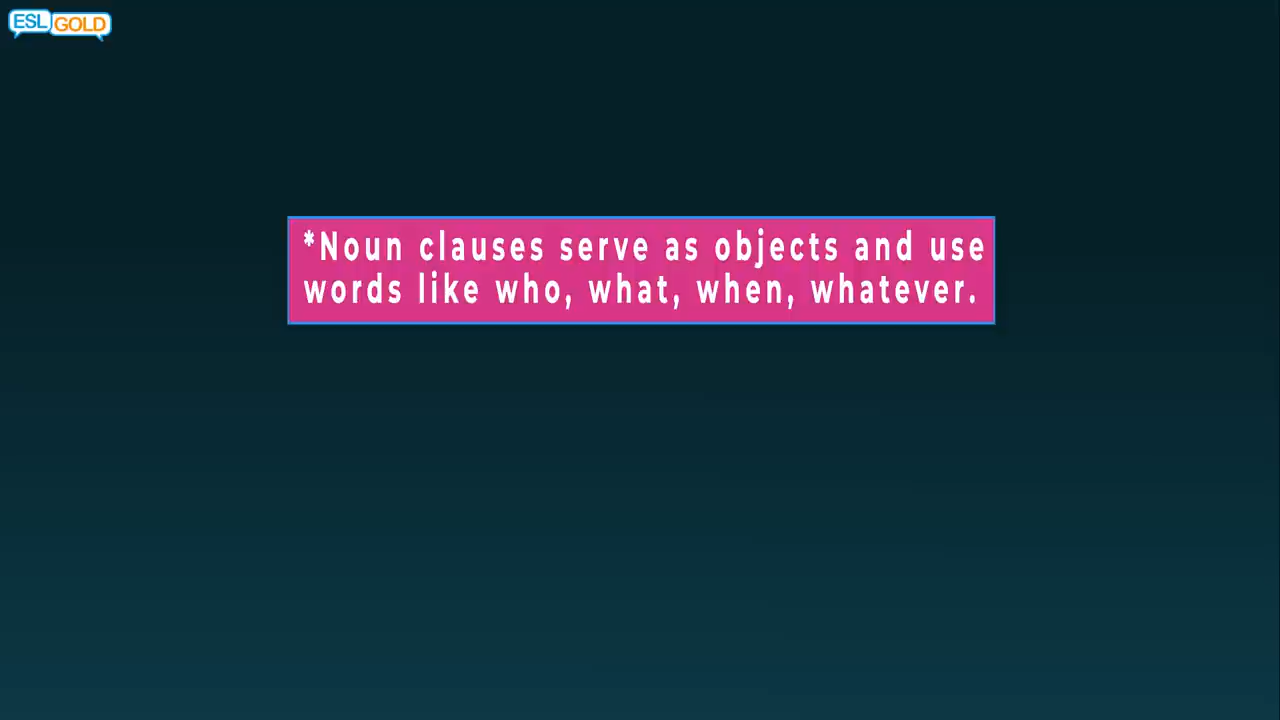 ESL GOLD
*Noun clauses serve as objects and use
words like who, what, when, whatever.